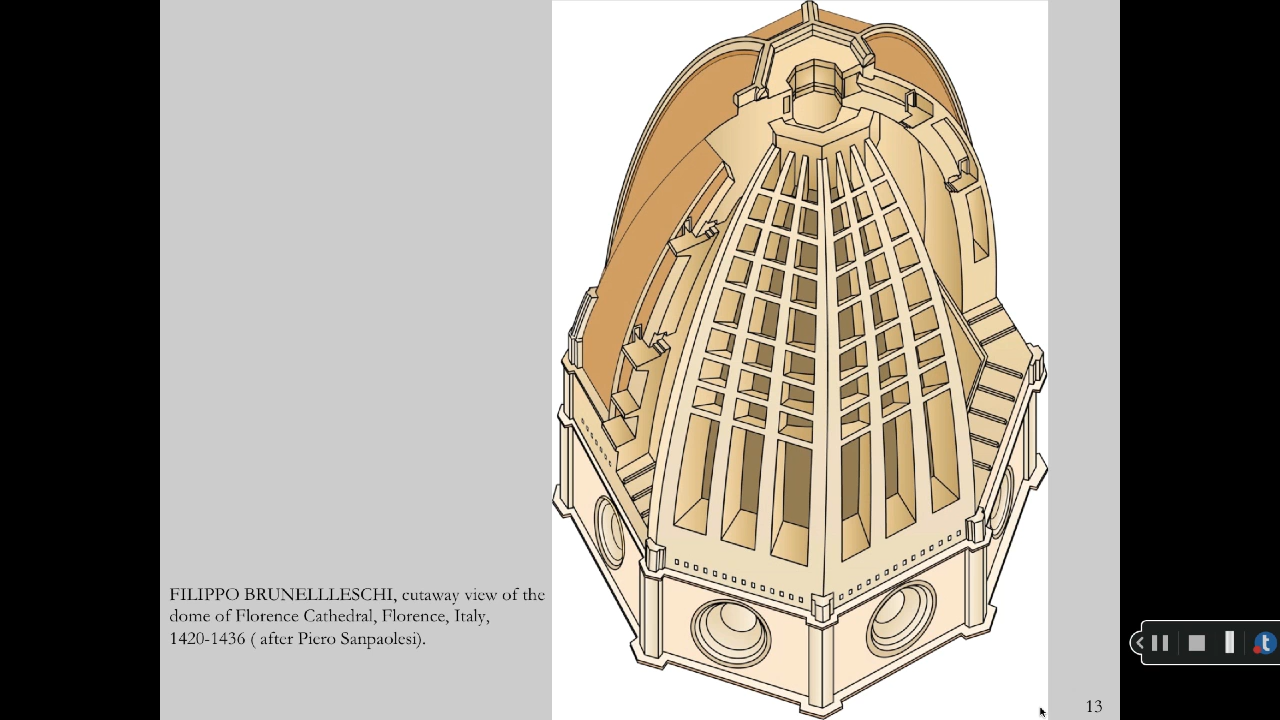 FILIPPO BRUNELLLESCHI, cutaway view of the
dome of Florence Cathedral, Florence, Italy,
1420-1436 ( after Piero Sanpaolesi).
13
t